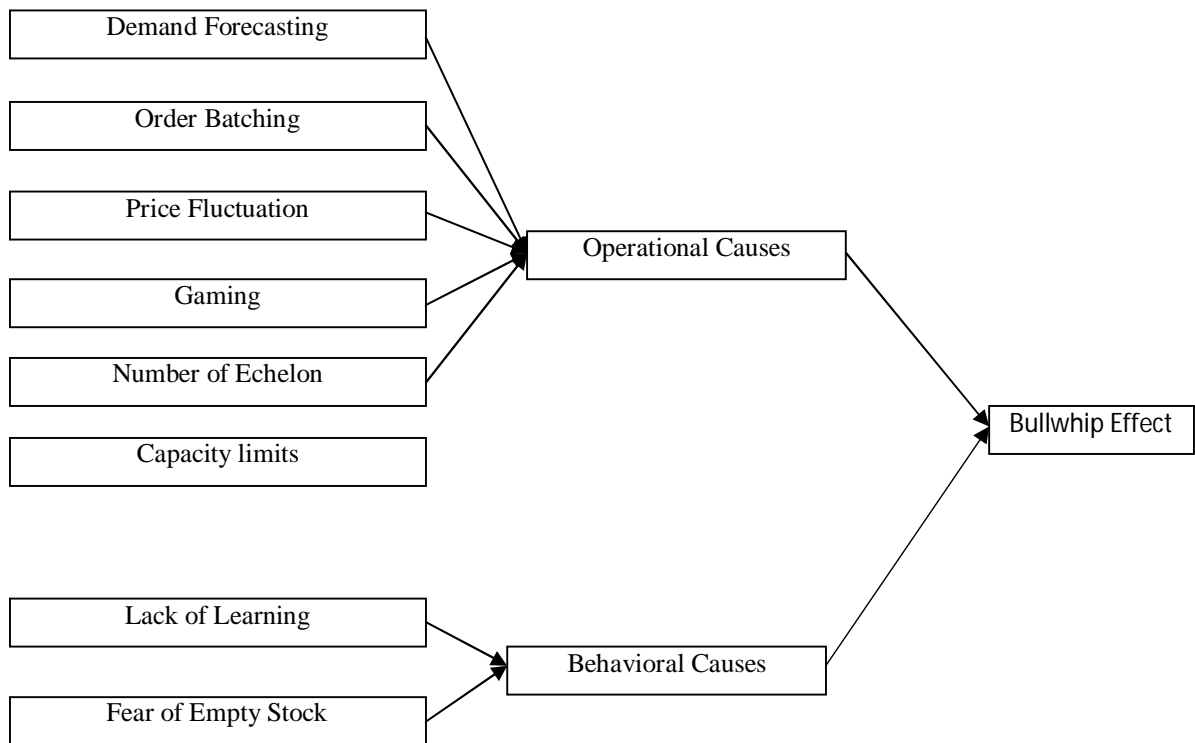 Demand Forecasting
Order Batching
Price Fluctuation
Gaming
Number of Echelon
Capacity limits
Lack of Learning
Fear of Empty Stock
Operational Causes
Behavioral Causes
Bullwhip Effect